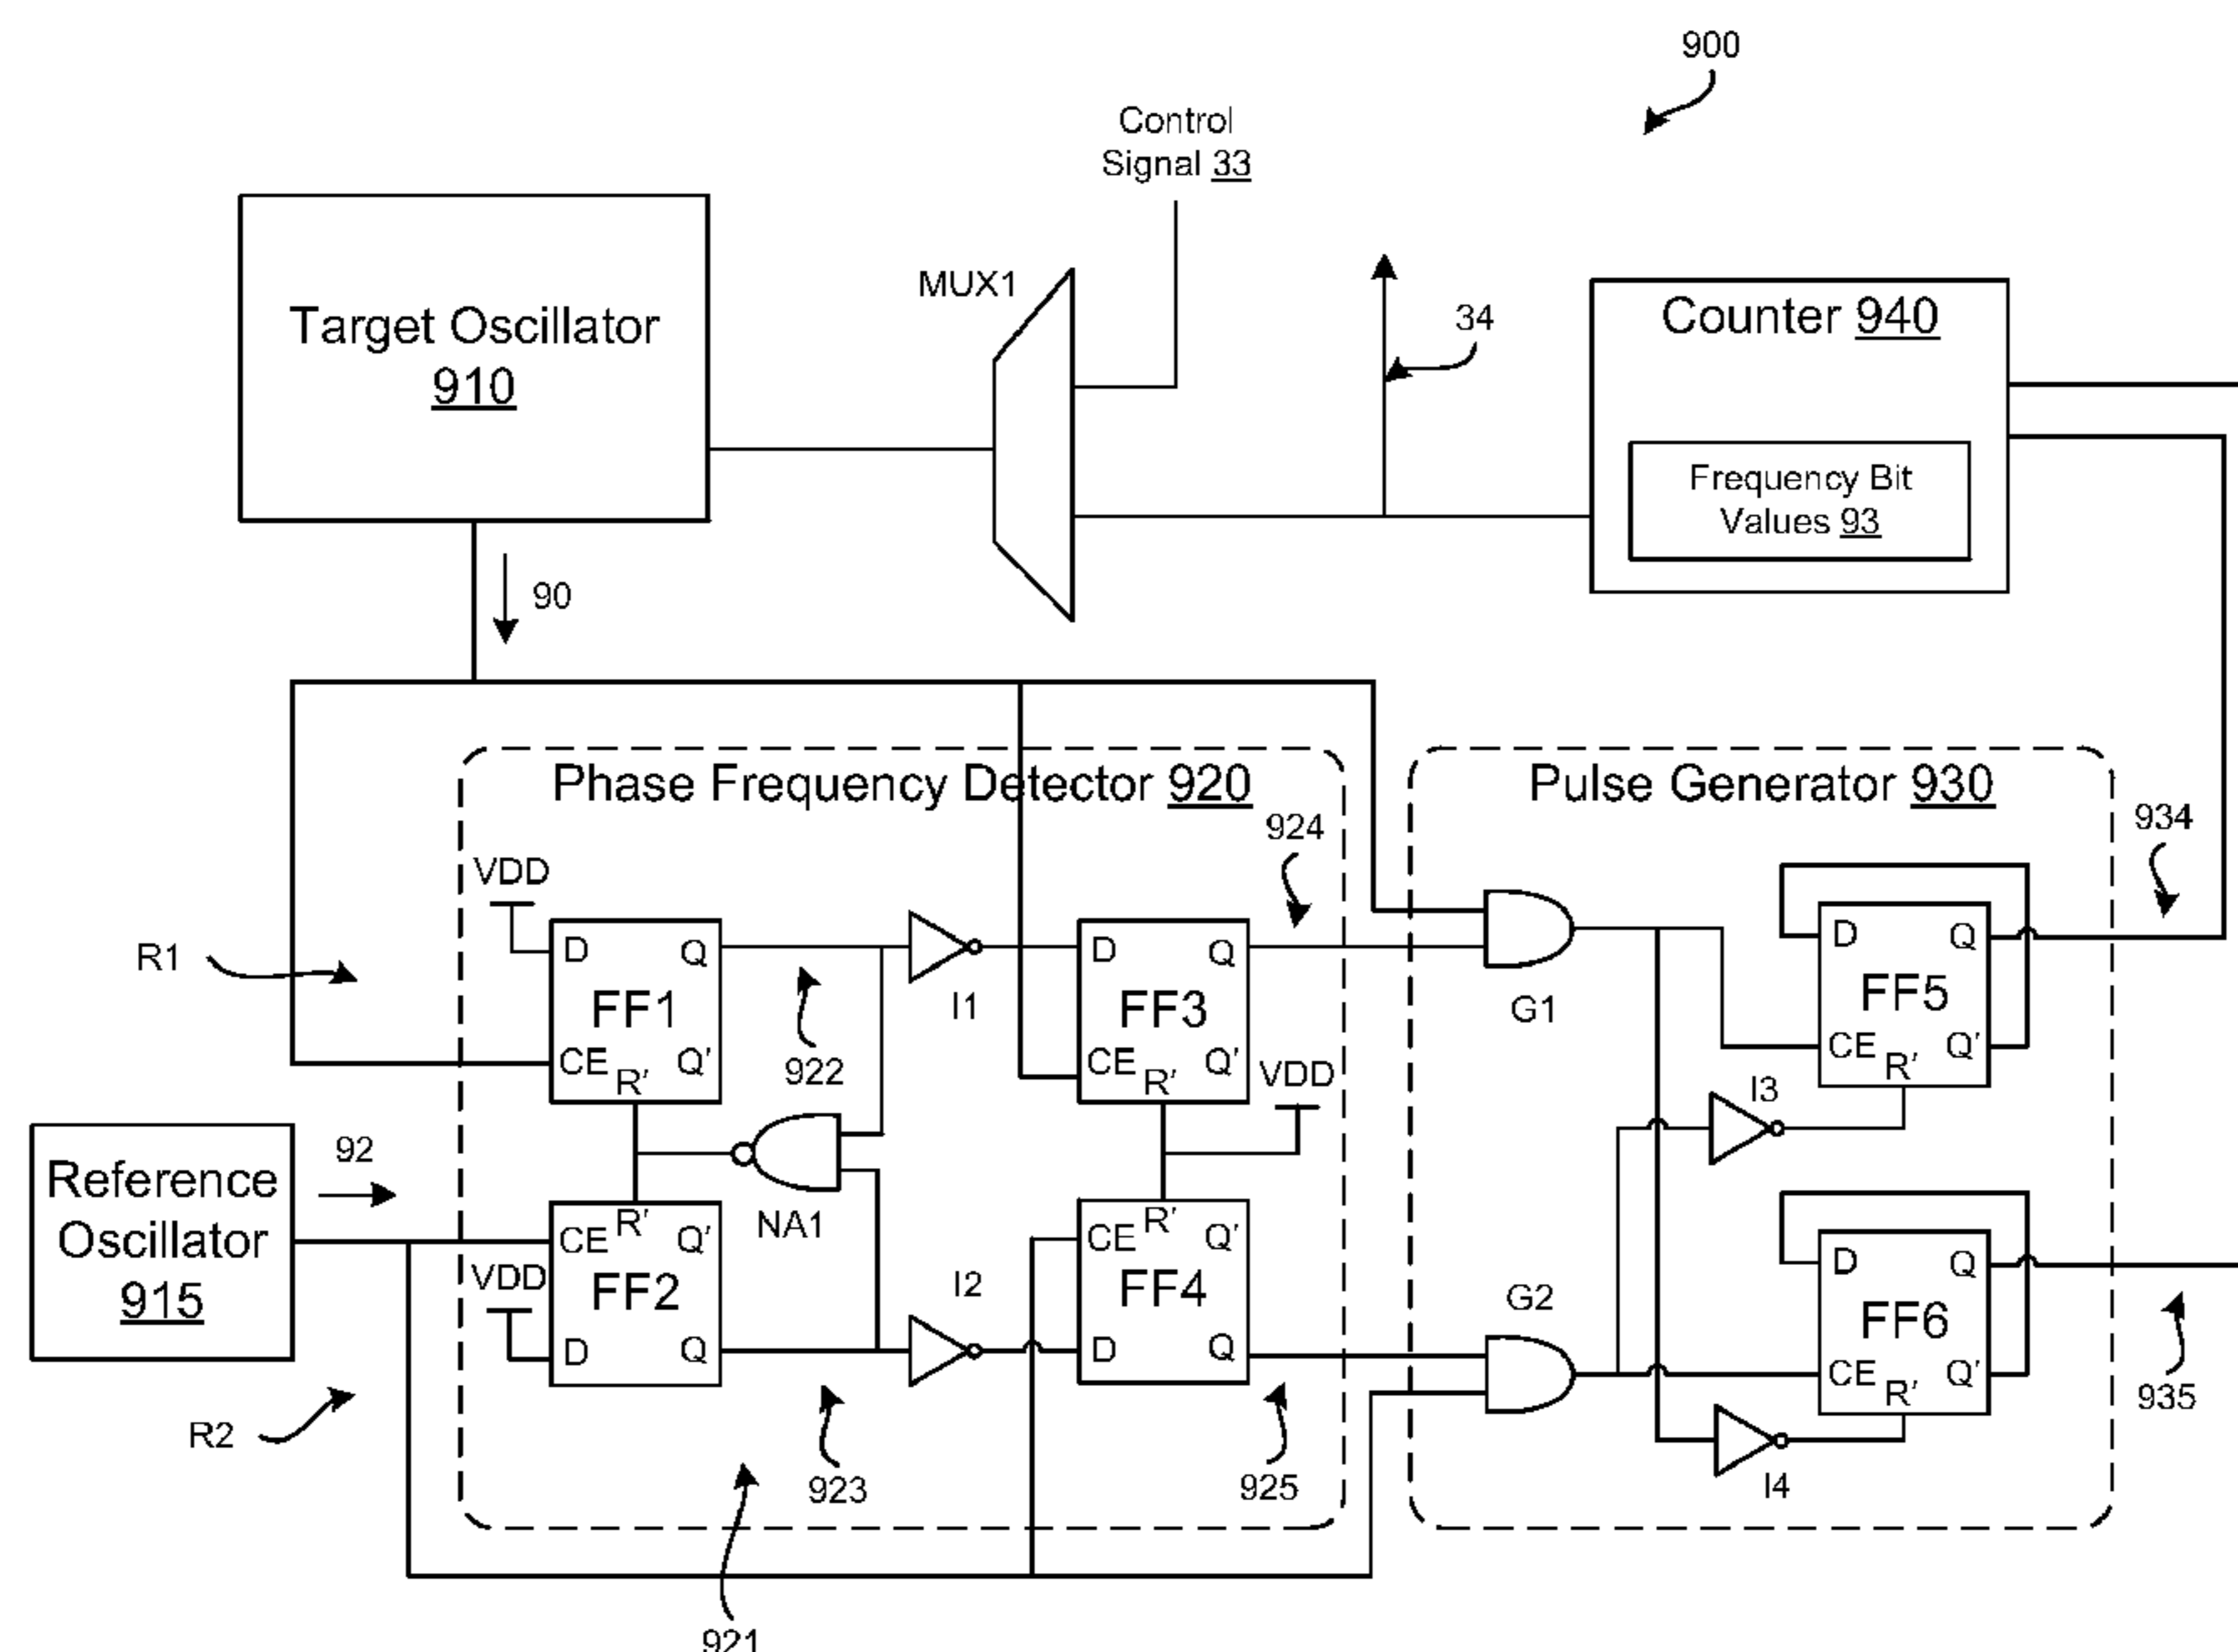 900
Control
Signal 33
MUX1
Target Oscillator
910
34
Counter 940
Frequency Bit
Values 93
90
Phase Frequency Detector 920
Pulse Generator 930
924
934
VDD
R1
D
Q
FF1
CE
R'
Q'
922
I1
D
Q
FF3
CE
R'
Q'
VDD
G1
D
Q
FF5
CE
R'
Q'
I3
Reference
Oscillator
915
92
NA1
CE
R'
Q'
VDD
FF2
D
Q
I2
CE
R'
Q'
FF4
D
Q
G2
D
Q
FF6
CE
R'
Q'
I4
935
R2
923
925
921